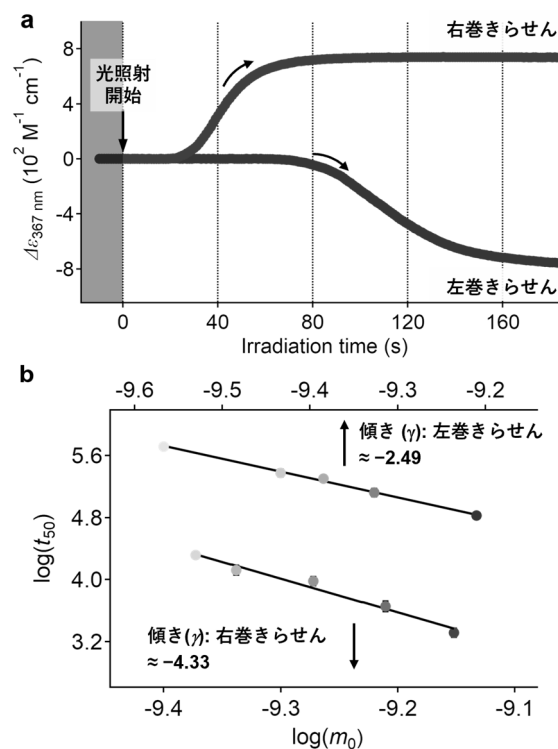 a
右巻きらせん
光照射
開始
8
4
0
-4
-8
Δε367 nm (10² M⁻¹ cm⁻¹)
左巻きらせん
0
40
80
120
160
Irradiation time (s)
b
-9.6
-9.5
-9.4
-9.3
-9.2
傾き (γ): 左巻きらせん
≈ −2.49
5.6
4.8
4.0
3.2
log(t50)
傾き(γ): 右巻きらせん
≈ −4.33
-9.4
-9.3
-9.2
-9.1
log(m0)